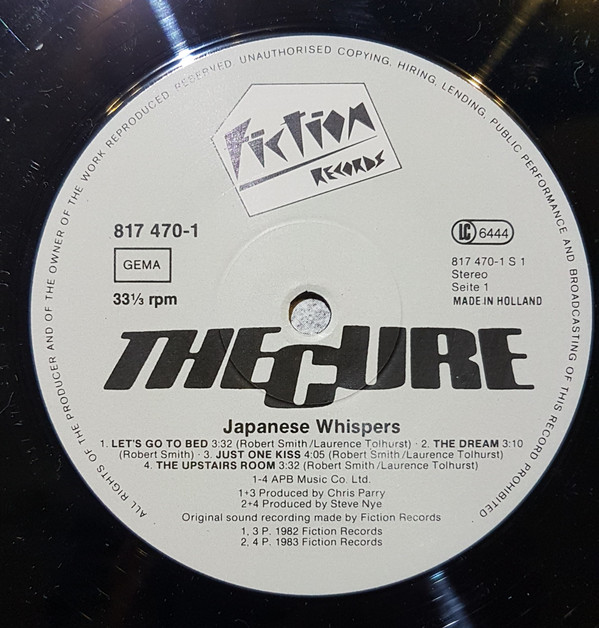 ALL RIGHTS OF THE PRODUCER AND OF THE OWNER OF THE WORK REPRODUCED RESERVED. UNAUTHORISED COPYING, HIRING, LENDING, PUBLIC PERFORMANCE AND BROADCASTING OF THIS RECORD PROHIBITED
Fiction
RECORDS
817 470-1
GEMA
33⅓ rpm
LC 6444
817 470-1 S 1
Stereo
Seite 1
MADE IN HOLLAND
THE CURE
Japanese Whispers
1. LET'S GO TO BED 3:32 (Robert Smith/Laurence Tolhurst) · 2. THE DREAM 3:10
(Robert Smith) · 3. JUST ONE KISS 4:05 (Robert Smith/Laurence Tolhurst)
4. THE UPSTAIRS ROOM 3:32 (Robert Smith/Laurence Tolhurst)
1-4 APB Music Co. Ltd.
1+3 Produced by Chris Parry
2+4 Produced by Steve Nye
Original sound recording made by Fiction Records
1, 3 P. 1982 Fiction Records
2, 4 P. 1983 Fiction Records